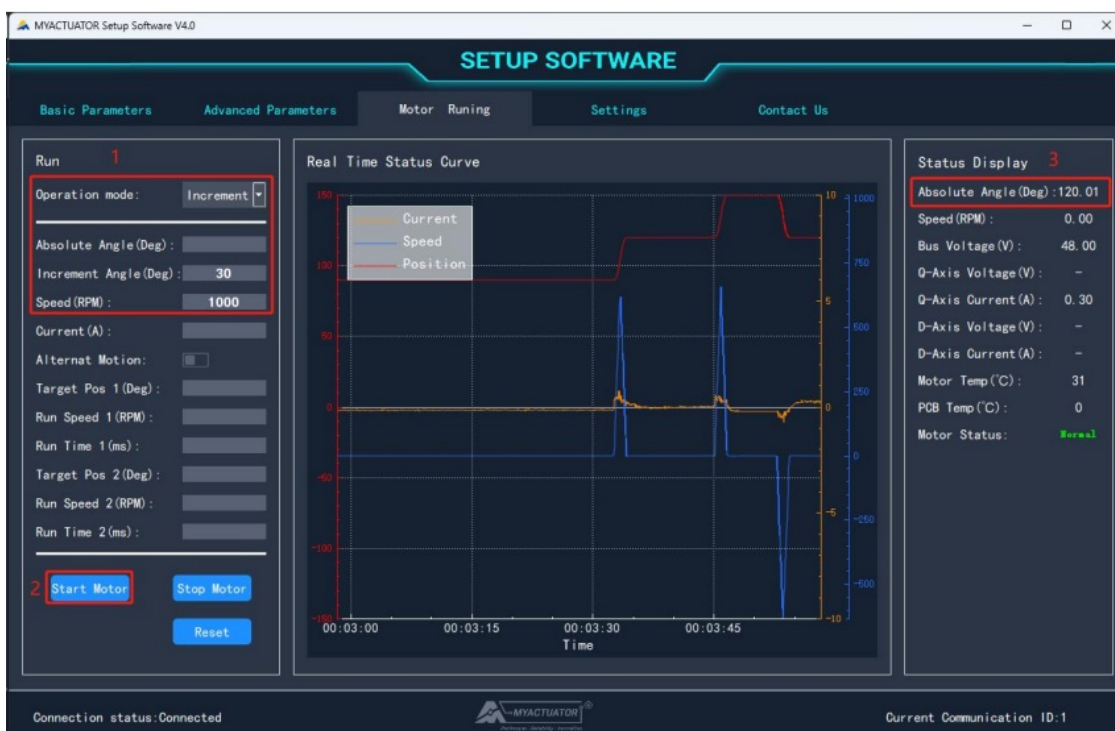 MYACTUATOR Setup Software V4.0
SETUP SOFTWARE
Basic Parameters
Advanced Parameters
Motor Runing
Settings
Contact Us
Run 1
Operation mode: Increment
Absolute Angle(Deg):
Increment Angle(Deg): 30
Speed(RPM): 1000
Current(A):
Alternat Motion:
Target Pos 1(Deg):
Run Speed 1(RPM):
Run Time 1(ms):
Target Pos 2(Deg):
Run Speed 2(RPM):
Run Time 2(ms):
2 Start Motor
Stop Motor
Reset
Real Time Status Curve
Current
Speed
Position
150
100
50
0
-50
-100
-150
10
5
0
-5
-10
1000
750
500
250
0
-250
-500
00:03:00 00:03:15 00:03:30 00:03:45
Time
Status Display 3
Absolute Angle(Deg):120.01
Speed(RPM): 0.00
Bus Voltage(V): 48.00
Q-Axis Voltage(V): -
Q-Axis Current(A): 0.30
D-Axis Voltage(V): -
D-Axis Current(A): -
Motor Temp(℃): 31
PCB Temp(℃): 0
Motor Status: Normal
Connection status:Connected
MYACTUATOR®
Current Communication ID:1